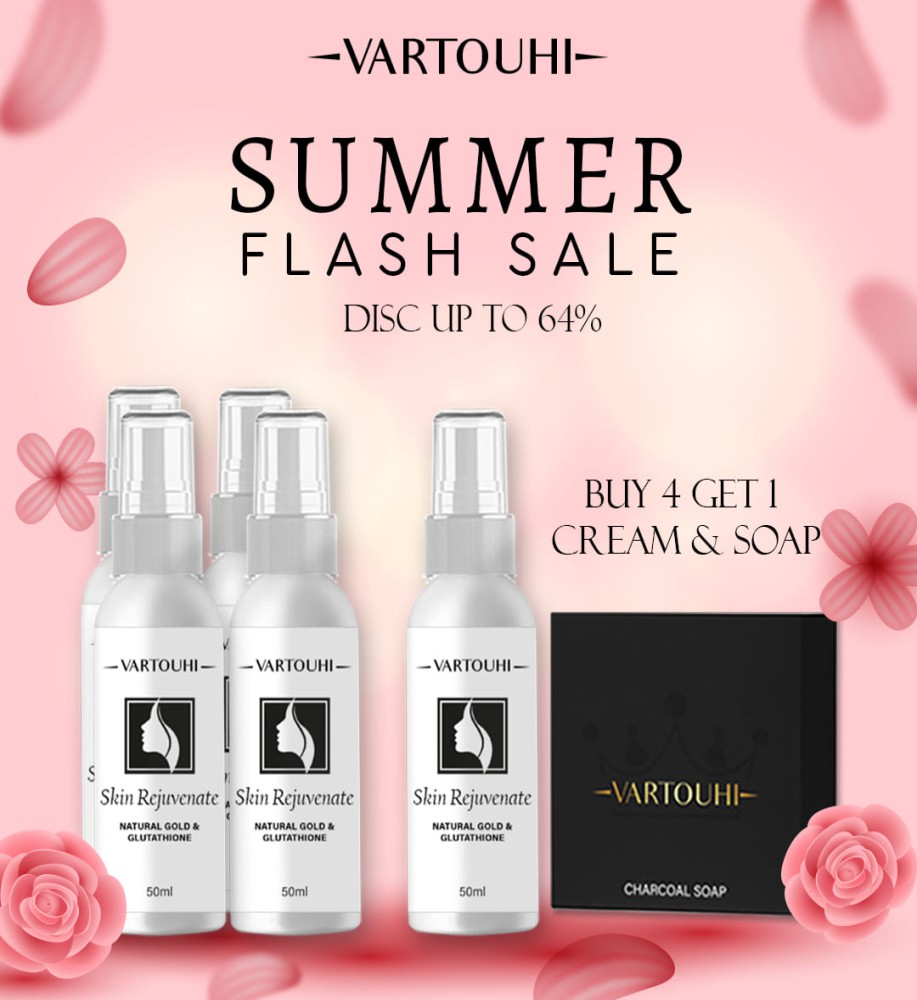 VARTOUHI
SUMMER
FLASH SALE
DISC UP TO 64%
BUY 4 GET 1
CREAM & SOAP
VARTOUHI
Skin Rejuvenate
NATURAL GOLD &
GLUTATHIONE
50ml
VARTOUHI
Skin Rejuvenate
NATURAL GOLD &
GLUTATHIONE
50ml
VARTOUHI
Skin Rejuvenate
NATURAL GOLD &
GLUTATHIONE
50ml
VARTOUHI
CHARCOAL SOAP